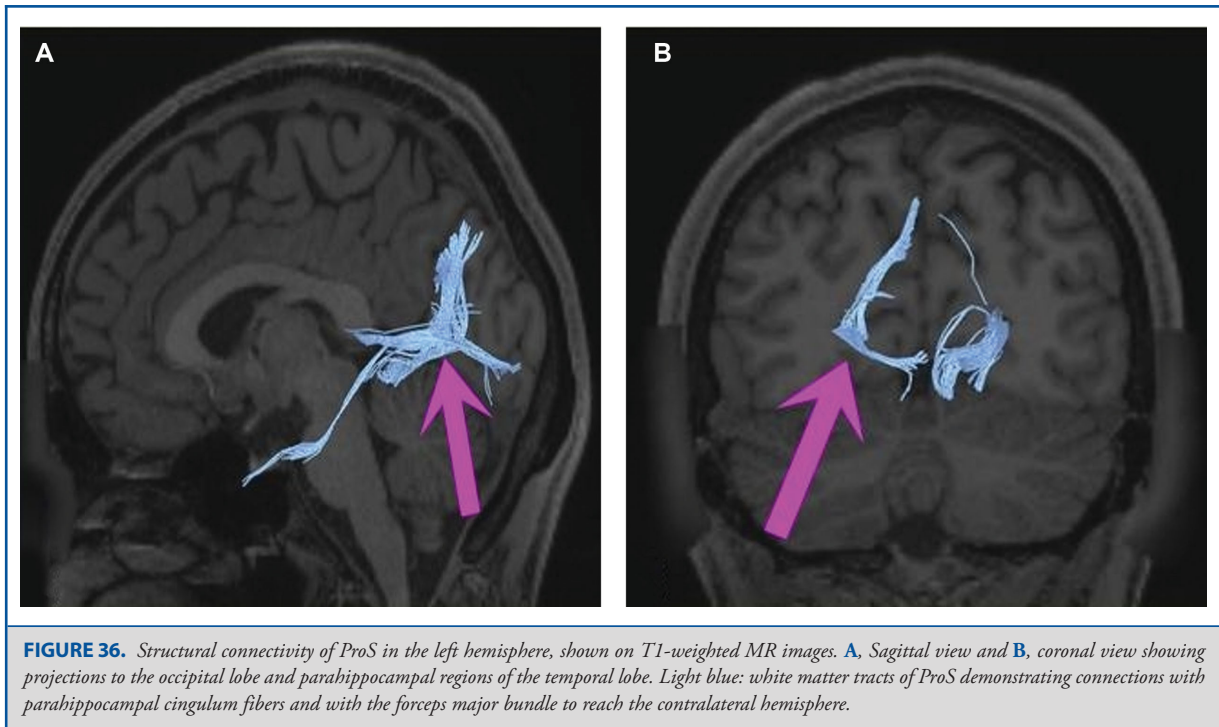 A
B
FIGURE 36. Structural connectivity of ProS in the left hemisphere, shown on T1-weighted MR images. A, Sagittal view and B, coronal view showing
projections to the occipital lobe and parahippocampal regions of the temporal lobe. Light blue: white matter tracts of ProS demonstrating connections with
parahippocampal cingulum fibers and with the forceps major bundle to reach the contralateral hemisphere.